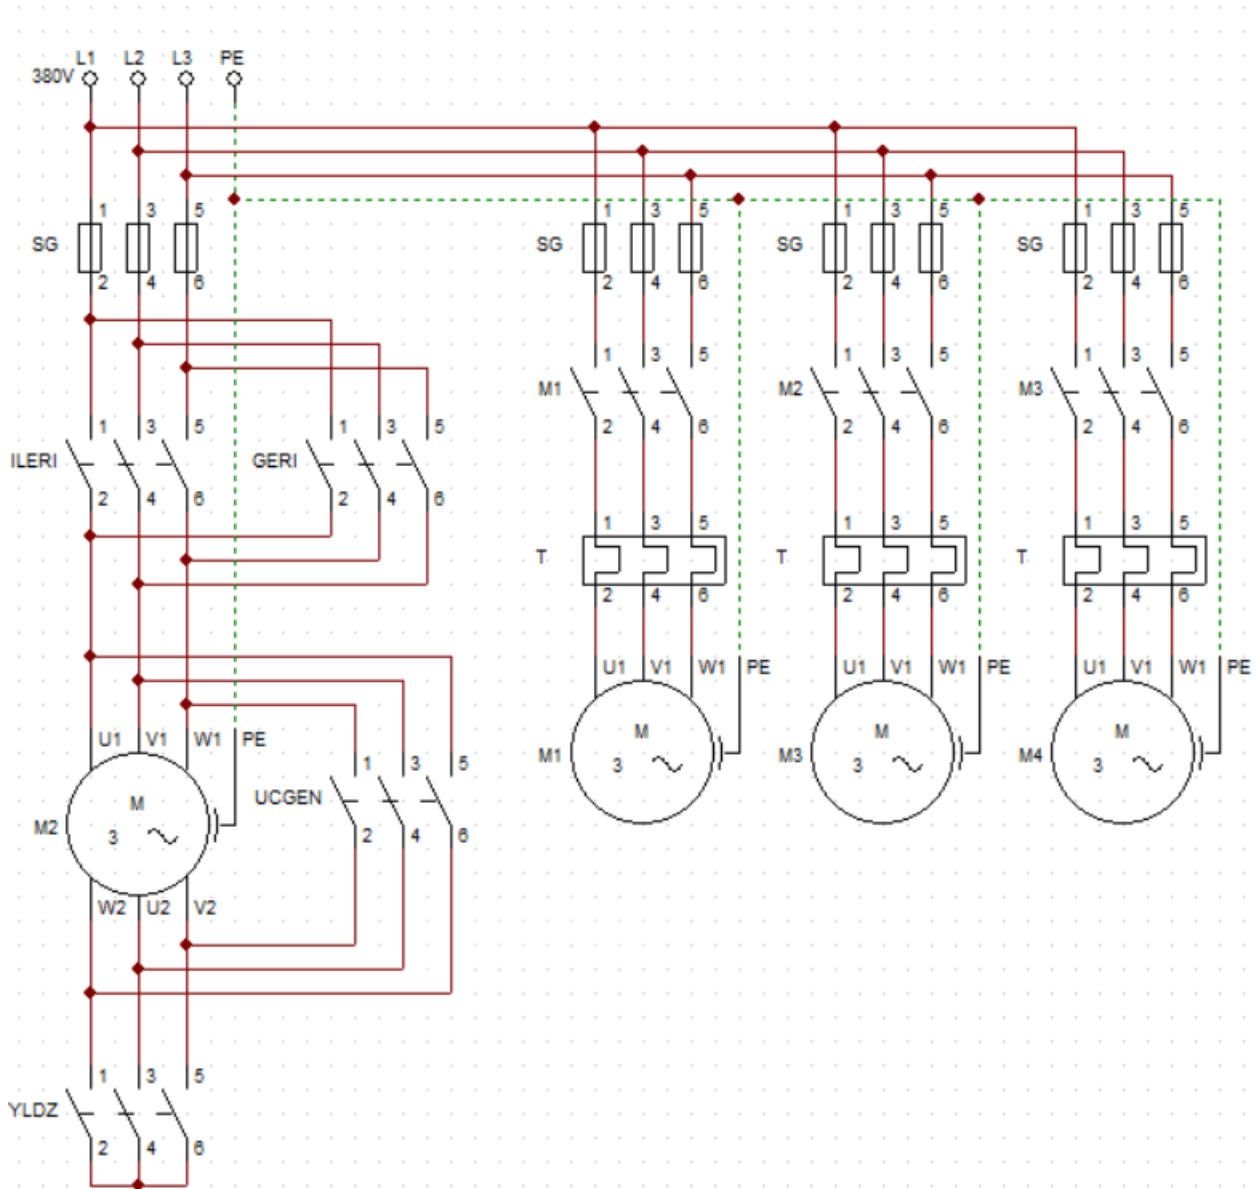 L1 L2 L3 PE
380V
1 3 5 1 3 5 1 3 5 1 3 5
SG SG SG SG
2 4 6 2 4 6 2 4 6 2 4 6
1 3 5 1 3 5 1 3 5
M1 M2 M3
2 4 6 2 4 6 2 4 6
1 3 5 1 3 5
ILERI GERI
2 4 6 2 4 6
1 3 5 1 3 5 1 3 5
T T T
2 4 6 2 4 6 2 4 6
U1 V1 W1 PE U1 V1 W1 PE U1 V1 W1 PE
M M M
M1 3 M3 3 M4 3
U1 V1 W1 PE
1 3 5
UCGEN
2 4 6
M
M2 3
W2 U2 V2
1 3 5
YLDZ
2 4 6